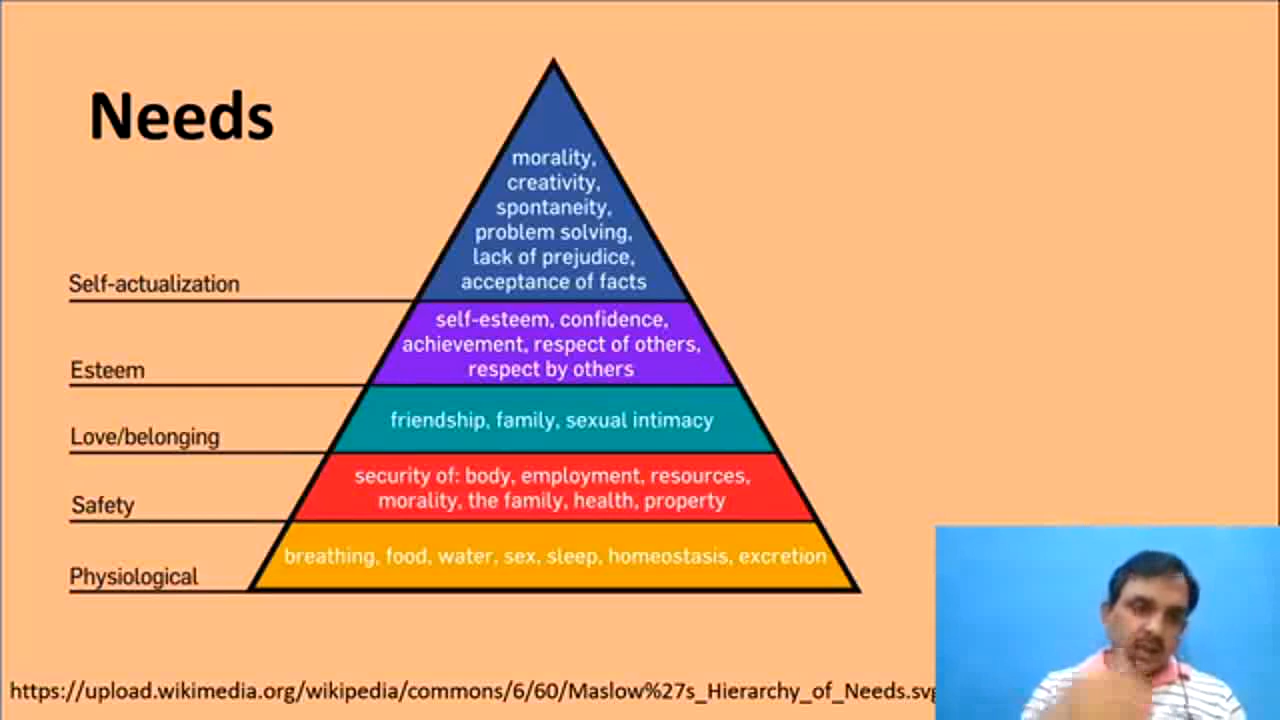 Needs
morality,
creativity,
spontaneity,
problem solving,
lack of prejudice,
acceptance of facts
Self-actualization
self-esteem, confidence,
achievement, respect of others,
respect by others
Esteem
friendship, family, sexual intimacy
Love/belonging
security of: body, employment, resources,
morality, the family, health, property
Safety
breathing, food, water, sex, sleep, homeostasis, excretion
Physiological
https://upload.wikimedia.org/wikipedia/commons/6/60/Maslow%27s_Hierarchy_of_Needs.svg